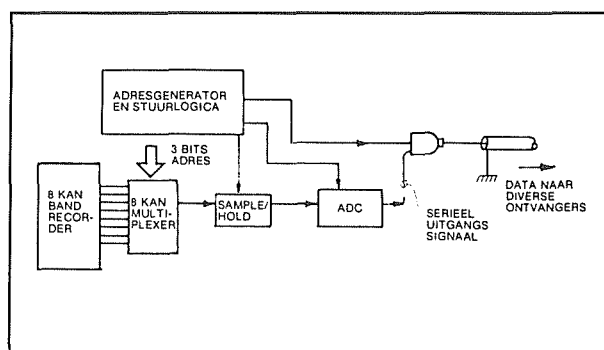 ADRESGENERATOR
EN STUURLOGICA
3 BITS
ADRES
8 KAN
BAND
RECOR-
DER
8 KAN
MULTI-
PLEXER
SAMPLE/
HOLD
ADC
SERIEEL
UITGANGS
SIGNAAL
DATA NAAR
DIVERSE
ONTVANGERS